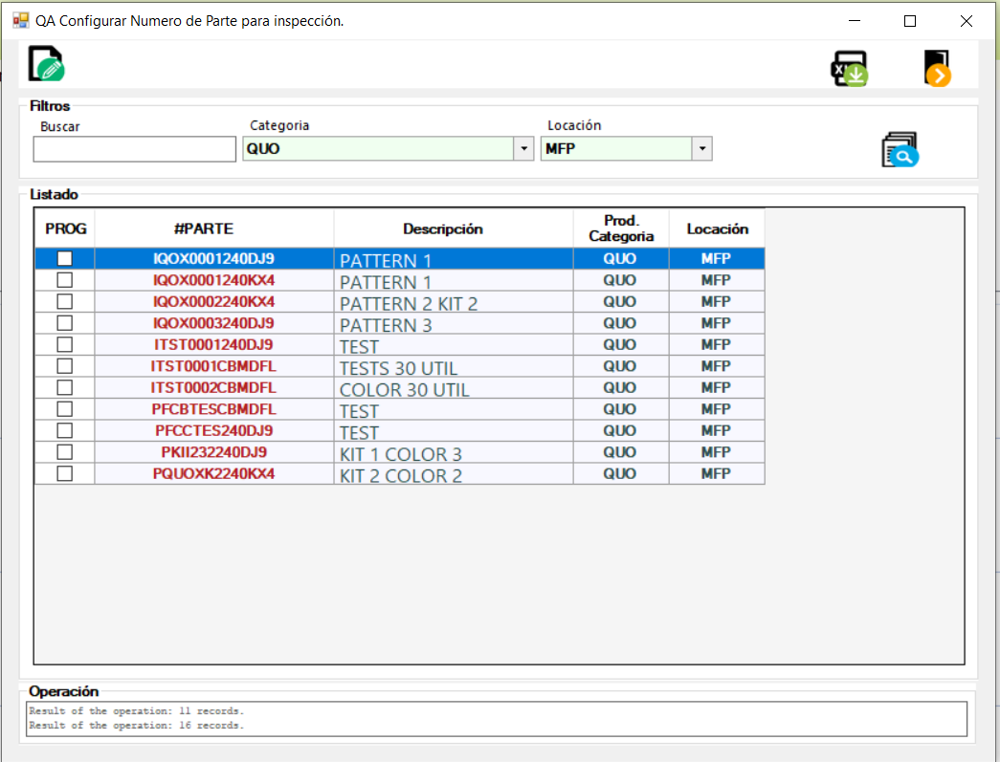 QA Configurar Numero de Parte para inspección.
Filtros
Buscar Categoria Locación
QUO MFP
Listado
PROG #PARTE Descripción Prod. Categoria Locación
IQOX0001240DJ9 PATTERN 1 QUO MFP
IQOX0001240KX4 PATTERN 1 QUO MFP
IQOX0002240KX4 PATTERN 2 KIT 2 QUO MFP
IQOX0003240DJ9 PATTERN 3 QUO MFP
ITST0001240DJ9 TEST QUO MFP
ITST0001CBMDFL TESTS 30 UTIL QUO MFP
ITST0002CBMDFL COLOR 30 UTIL QUO MFP
PFCBTESCBMDFL TEST QUO MFP
PFCCTES240DJ9 TEST QUO MFP
PKII232240DJ9 KIT 1 COLOR 3 QUO MFP
PQUOXK2240KX4 KIT 2 COLOR 2 QUO MFP
Operación
Result of the operation: 11 records.
Result of the operation: 16 records.